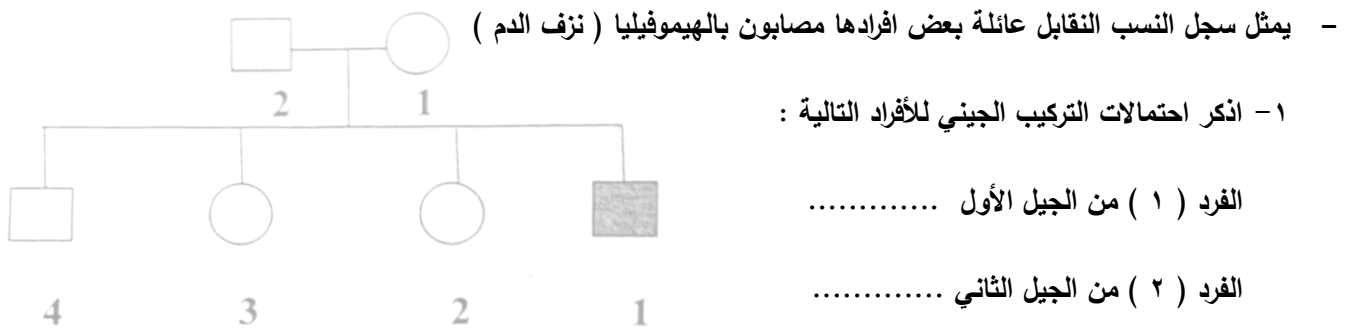 - يمثل سجل النسب النقابل عائلة بعض افرادها مصابون بالهيموفيليا ( نزف الدم )
2 1
١- اذكر احتمالات التركيب الجيني للأفراد التالية :
الفرد ( ١ ) من الجيل الأول .............
الفرد ( ٢ ) من الجيل الثاني .............
4 3 2 1